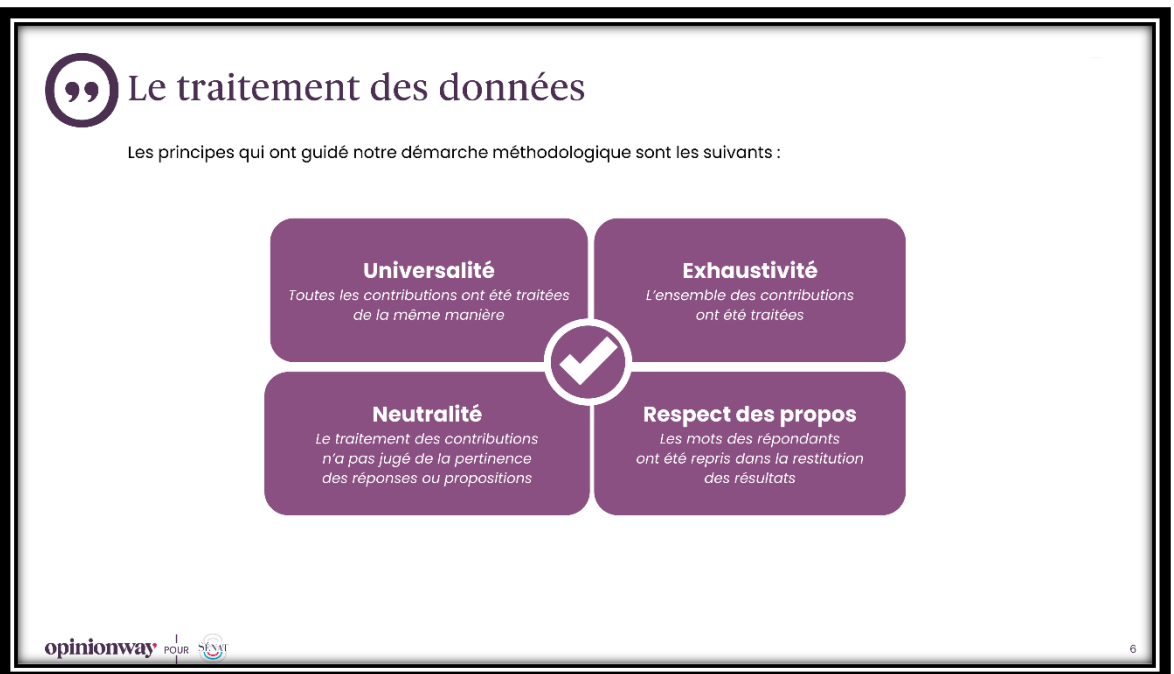 Le traitement des données
Les principes qui ont guidé notre démarche méthodologique sont les suivants :
Universalité
Toutes les contributions ont été traitées
de la même manière
Exhaustivité
L'ensemble des contributions
ont été traitées
Neutralité
Le traitement des contributions
n'a pas jugé de la pertinence
des réponses ou propositions
Respect des propos
Les mots des répondants
ont été repris dans la restitution
des résultats
opinionway POUR SÉNAT
6